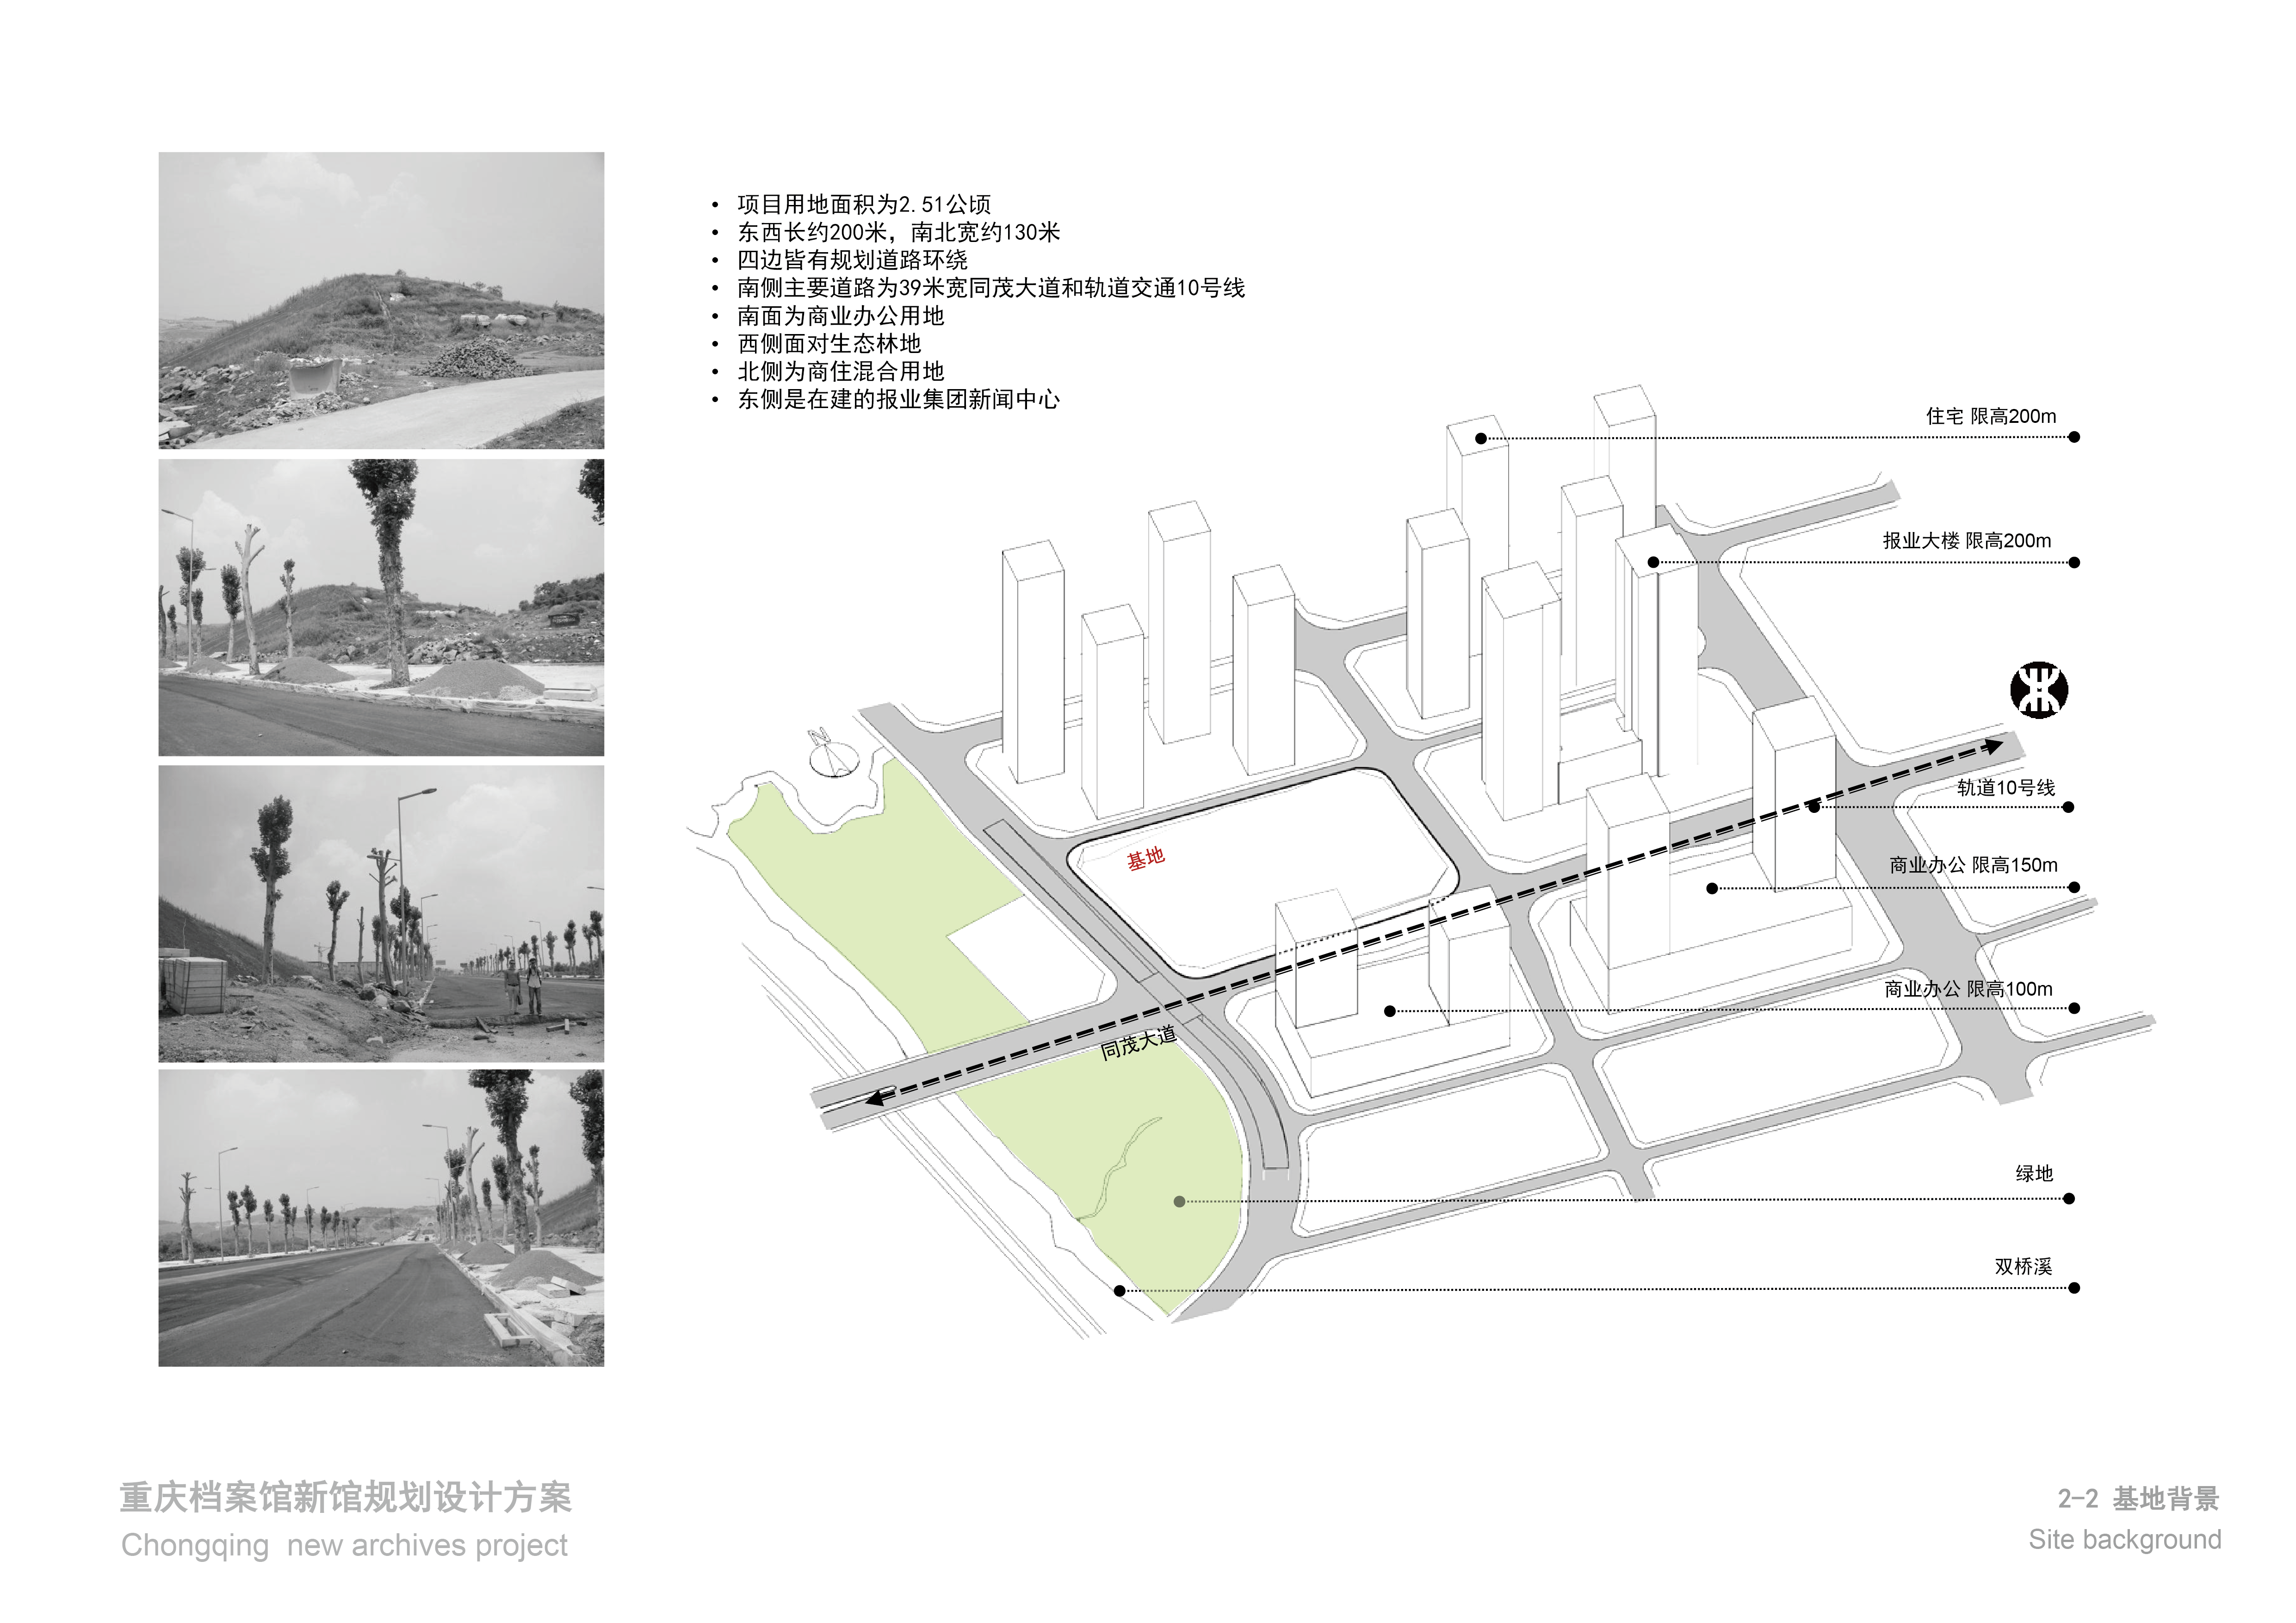 • 项目用地面积为2.51公顷
• 东西长约200米，南北宽约130米
• 四边皆有规划道路环绕
• 南侧主要道路为39米宽同茂大道和轨道交通10号线
• 南面为商业办公用地
• 西侧面对生态林地
• 北侧为商住混合用地
• 东侧是在建的报业集团新闻中心
住宅 限高200m
报业大楼 限高200m
N
轨道10号线
基地
商业办公 限高150m
商业办公 限高100m
同茂大道
绿地
双桥溪
重庆档案馆新馆规划设计方案
Chongqing new archives project
2-2 基地背景
Site background